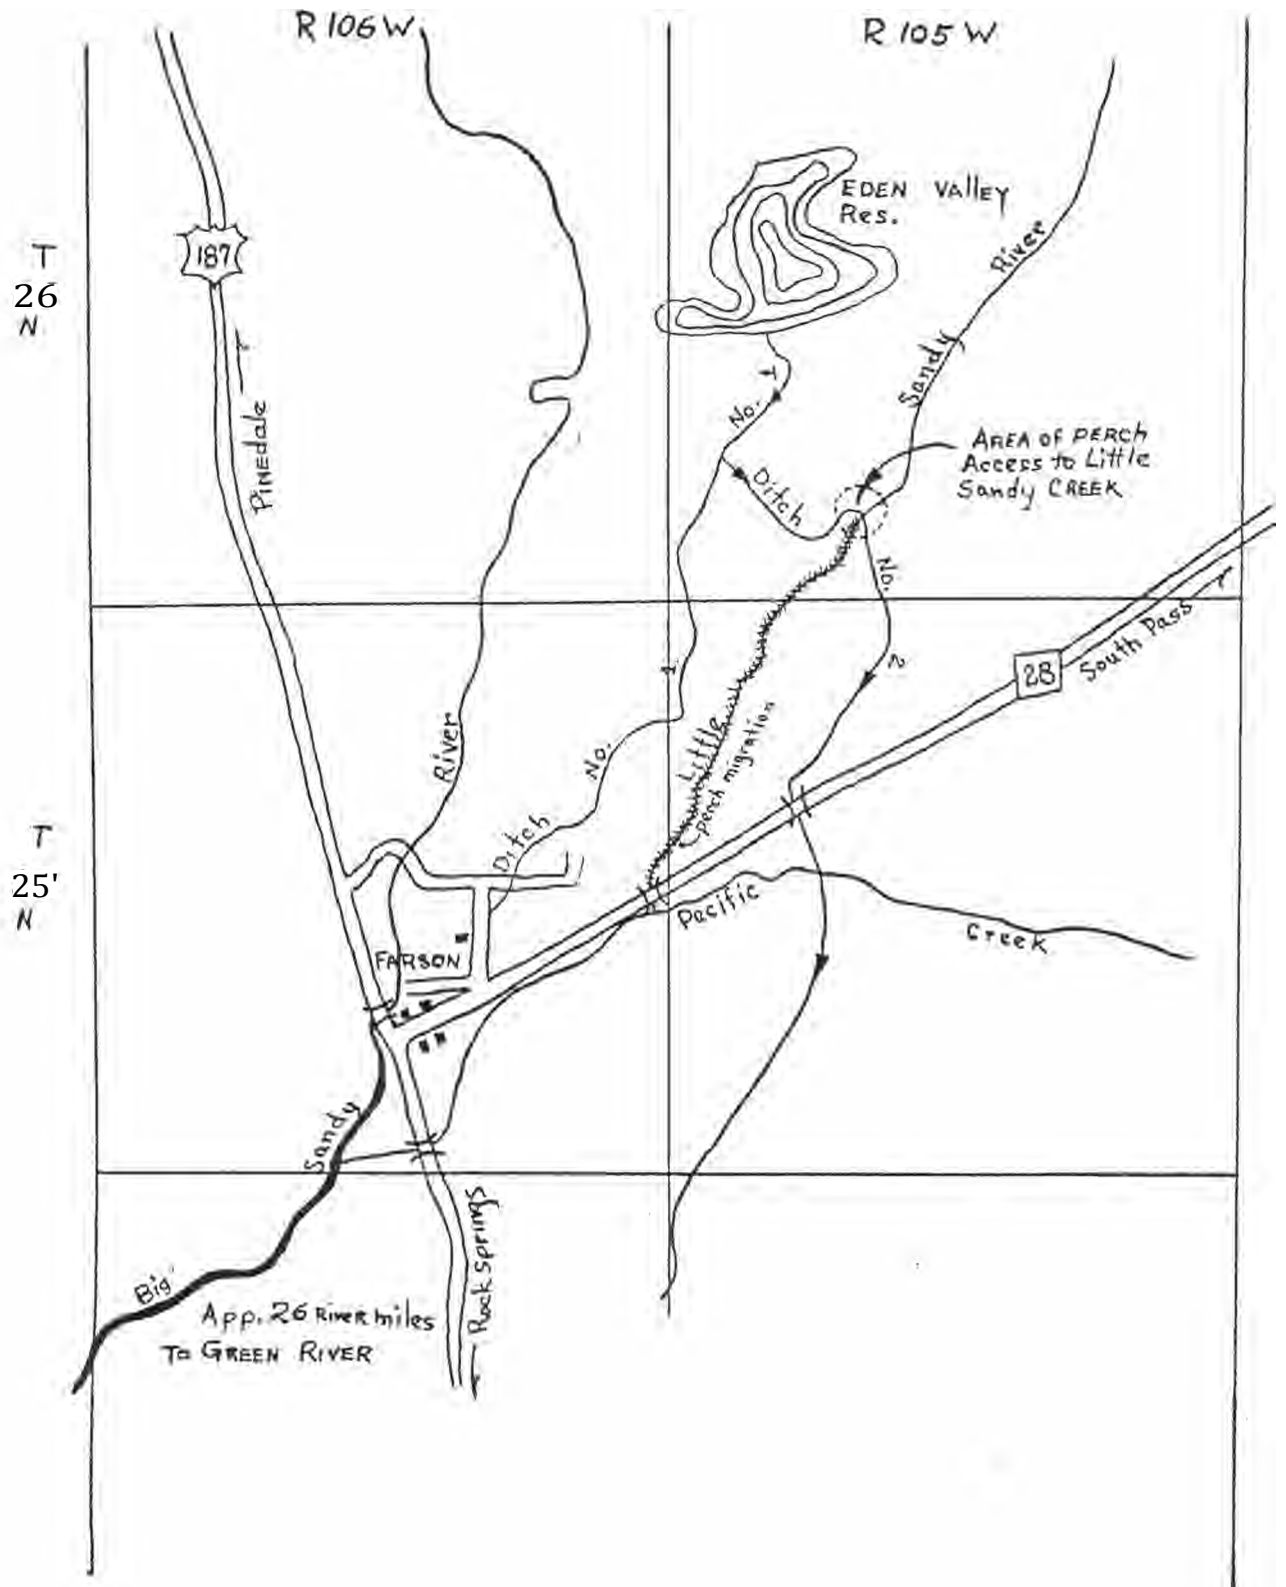 R 106 W.
R 105 W
EDEN Valley
Res.
T
26
N
187
Pinedale
Sandy River
No. 1
AREA OF PERCH
Access to Little
Sandy CREEK
Ditch
No. 2
28
South Pass
River
1
No.
Ditch
Little
perch migration
T
25'
N
Pacific Creek
FARSON
Sandy
Big
Rock Springs
App. 26 River miles
To GREEN RIVER